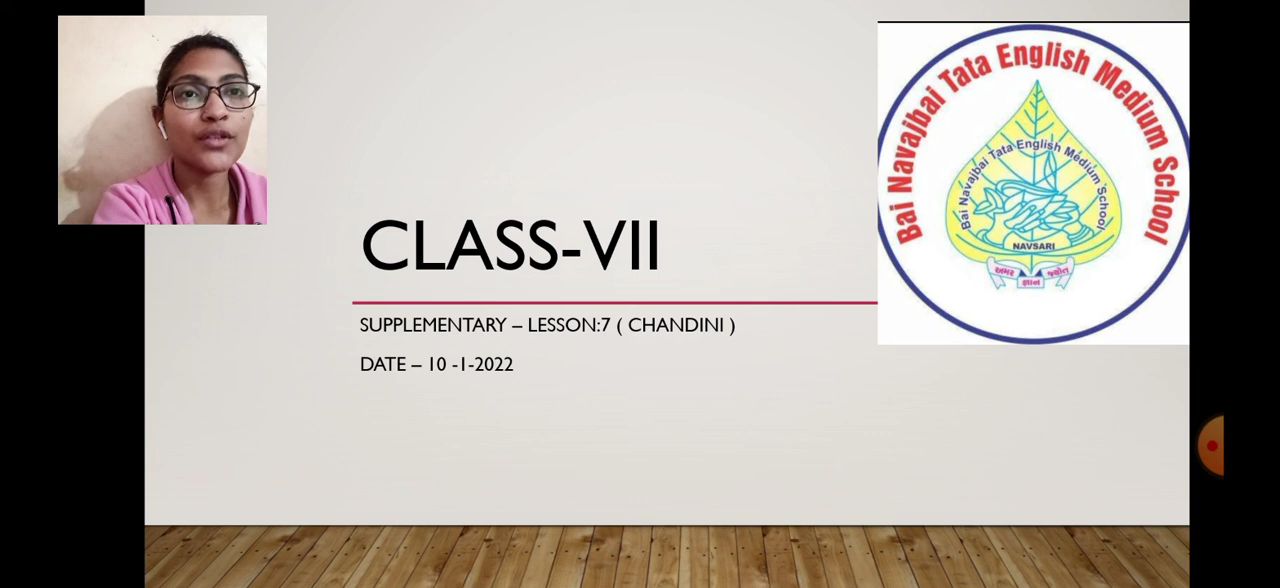 Bai Navajbai Tata English Medium School
Bai Navajbai Tata English Medium School
NAVSARI
અમર જ્યોત
જ્ઞાન
CLASS-VII
SUPPLEMENTARY – LESSON:7 ( CHANDINI )
DATE – 10 -1-2022